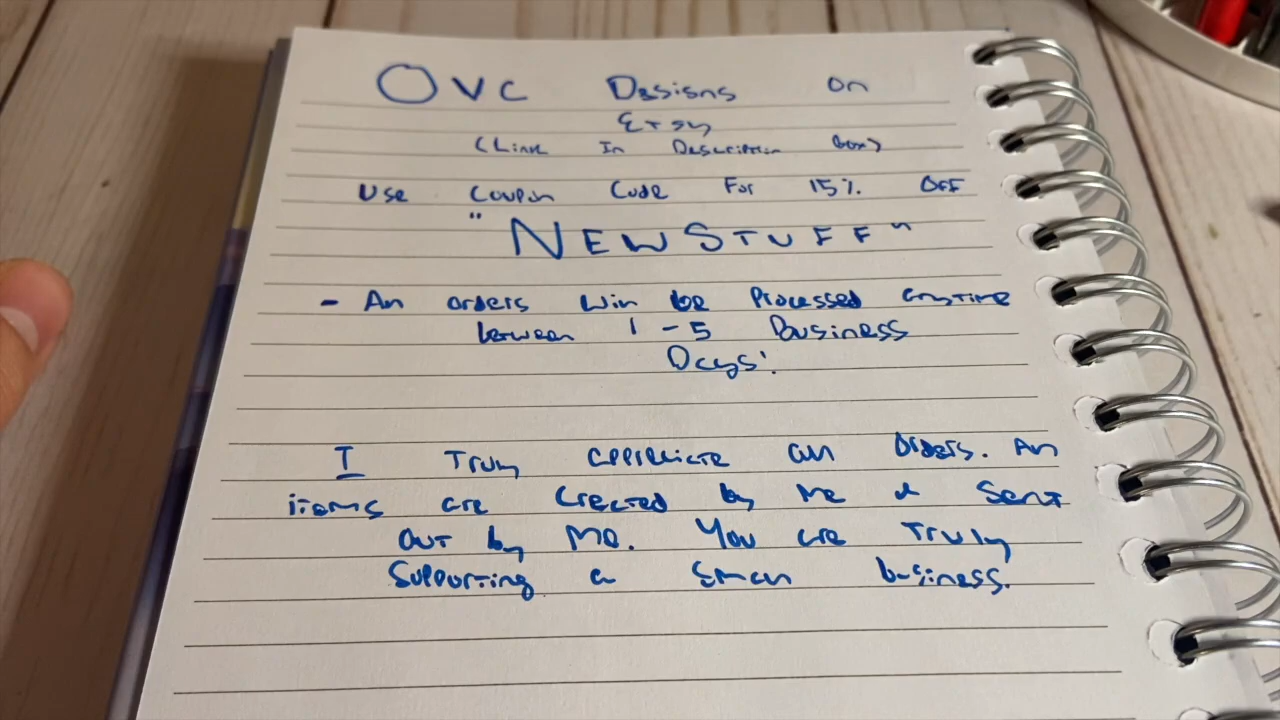 OVC Designs on
Etsy
(Link In Description box)
Use Coupon Code For 15% OFF
"NEWSTUFF"
- All orders will be Processed anytime
between 1-5 Business
Days!
I Truly appreciate all orders. All
items are created by Me & Sent
out by Me. You are Truly
Supporting a small business.